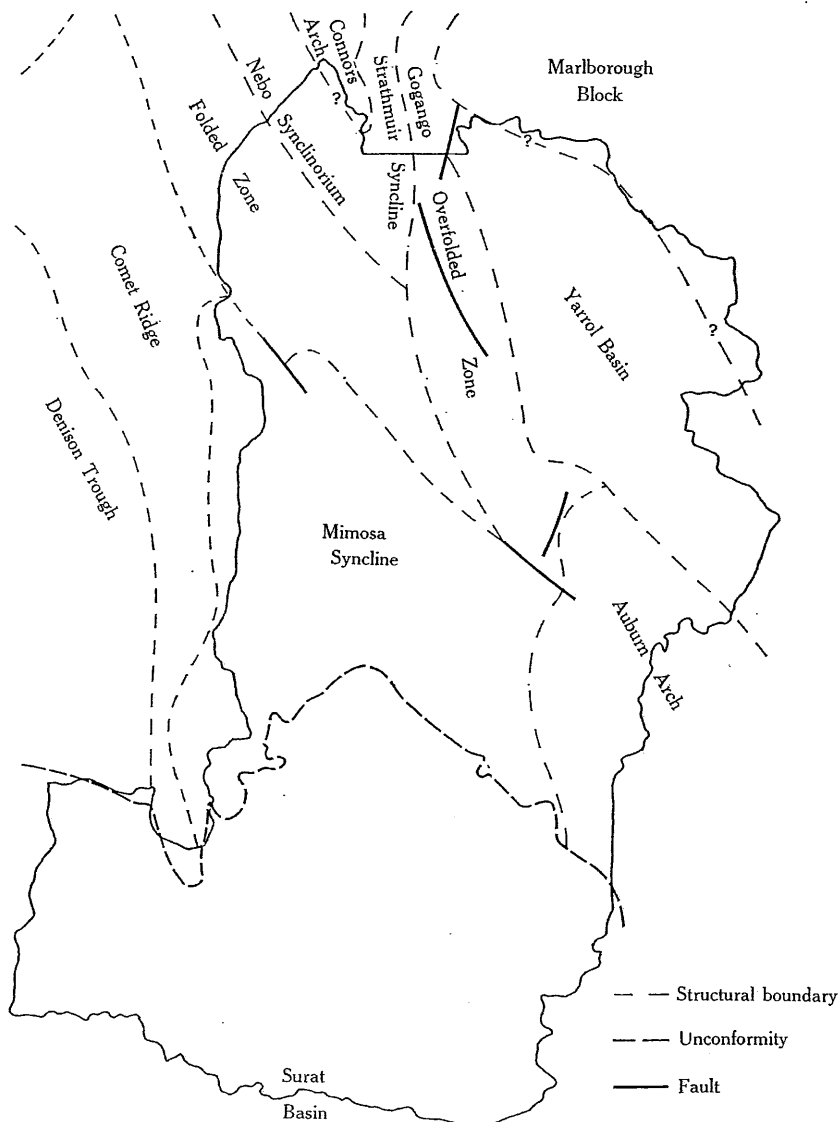 Marlborough
Block
Connors
Arch
?
Strathmuir
Syncline
Gogango
Overfolded
Zone
Nebo
Synclinorium
Folded
Zone
?
Comet Ridge
Yarrol Basin
?
Denison Trough
Mimosa
Syncline
Auburn
Arch
Structural boundary
Unconformity
Fault
Surat
Basin